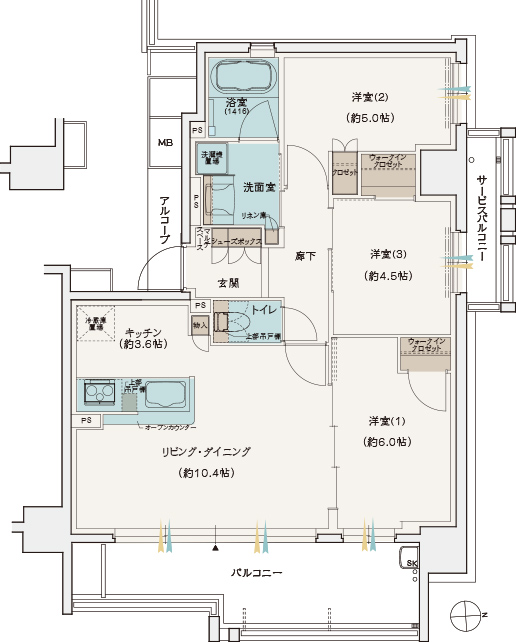 浴室
(1416)
洋室(2)
(約5.0帖)
PS
MB
洗濯機
置場
洗面室
クロゼット
ウォークイン
クロゼット
サービスバルコニー
PS
リネン庫
アルコーブ
マルチ
スペース
シューズボックス
廊下
洋室(3)
(約4.5帖)
玄関
PS
トイレ
物入
上部吊戸棚
冷蔵庫
置場
キッチン
(約3.6帖)
ウォークイン
クロゼット
上部
吊戸棚
PS
オープンカウンター
洋室(1)
(約6.0帖)
リビング・ダイニング
(約10.4帖)
バルコニー
SK
N